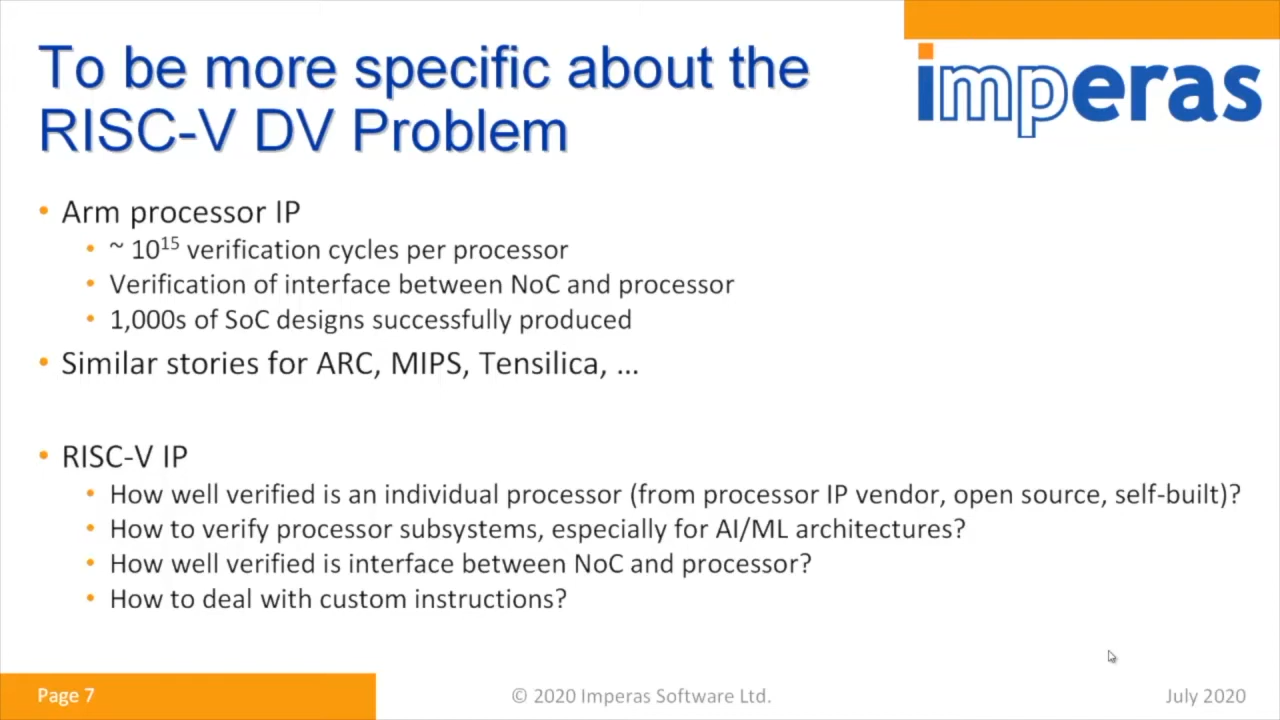 To be more specific about the
RISC-V DV Problem
imperas
• Arm processor IP
• ~ 10¹⁵ verification cycles per processor
• Verification of interface between NoC and processor
• 1,000s of SoC designs successfully produced
• Similar stories for ARC, MIPS, Tensilica, ...
• RISC-V IP
• How well verified is an individual processor (from processor IP vendor, open source, self-built)?
• How to verify processor subsystems, especially for AI/ML architectures?
• How well verified is interface between NoC and processor?
• How to deal with custom instructions?
Page 7
© 2020 Imperas Software Ltd.
July 2020